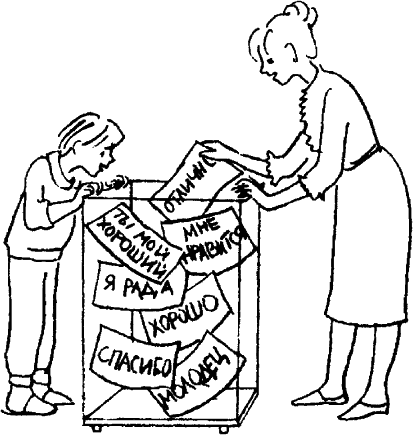 ОТЛИЧНО
ТЫ МОЙ
ХОРОШИЙ
МНЕ
НРАВИТСЯ
Я РАДА
ХОРОШО
СПАСИБО
МОЛОДЕЦ